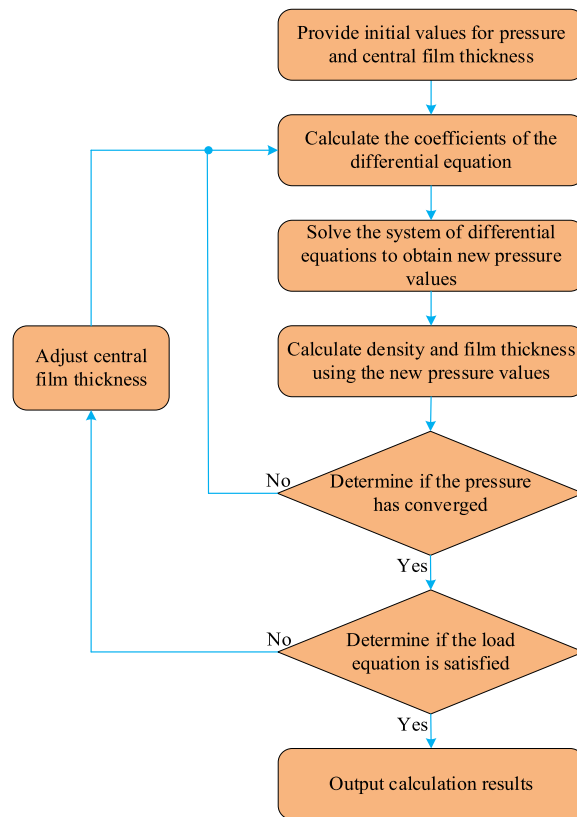 Provide initial values for pressure
and central film thickness
Calculate the coefficients of the
differential equation
Solve the system of differential
equations to obtain new pressure
values
Adjust central
film thickness
Calculate density and film thickness
using the new pressure values
No
Determine if the pressure
has converged
Yes
No
Determine if the load
equation is satisfied
Yes
Output calculation results